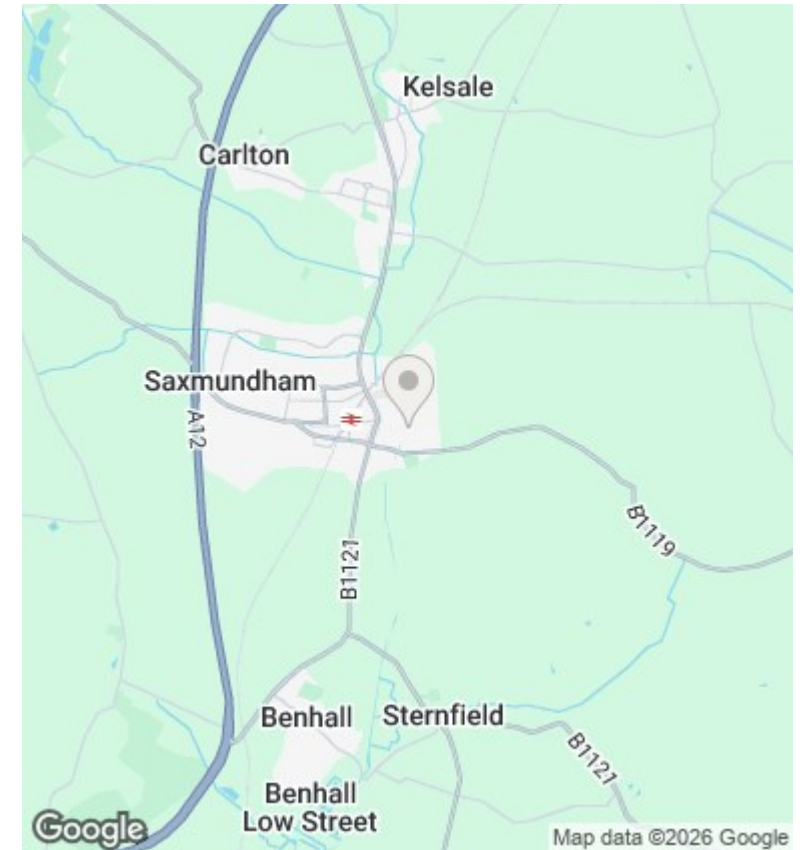 Kelsale
Carlton
Saxmundham
A12
B1119
B1121
Benhall
Sternfield
B1121
Benhall
Low Street
Google
Map data ©2026 Google